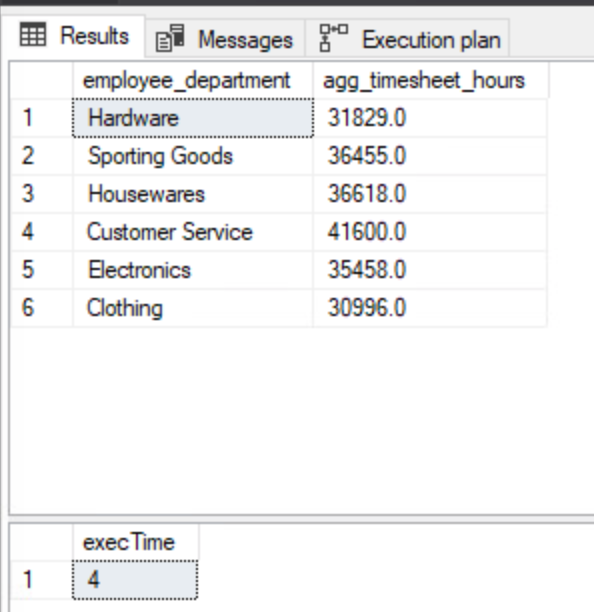 Results Messages Execution plan
employee_department agg_timesheet_hours
1 Hardware 31829.0
2 Sporting Goods 36455.0
3 Housewares 36618.0
4 Customer Service 41600.0
5 Electronics 35458.0
6 Clothing 30996.0
execTime
1 4